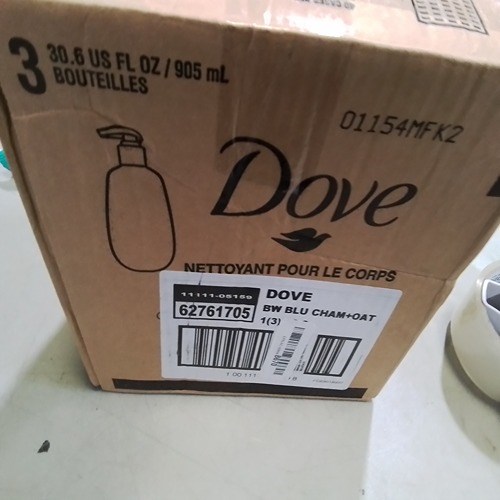 3 30.6 US FL OZ / 905 mL
BOUTEILLES
01154MFK2
Dove
NETTOYANT POUR LE CORPS
11111-05159
DOVE
62761705
BW BLU CHAM+OAT
1(3)